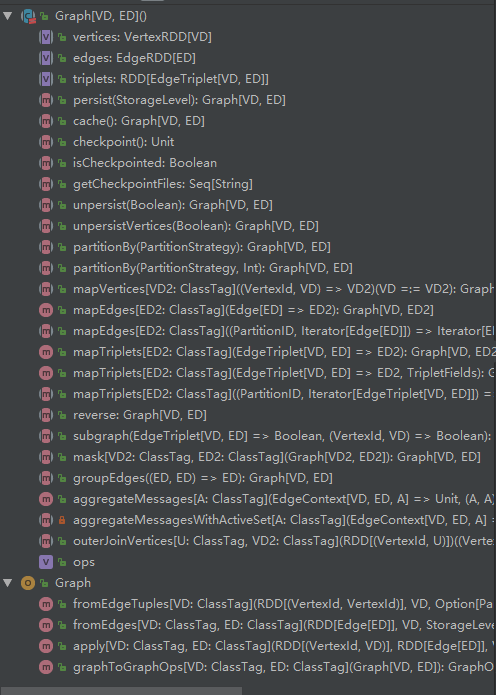 Graph[VD, ED]()
vertices: VertexRDD[VD]
edges: EdgeRDD[ED]
triplets: RDD[EdgeTriplet[VD, ED]]
persist(StorageLevel): Graph[VD, ED]
cache(): Graph[VD, ED]
checkpoint(): Unit
isCheckpointed: Boolean
getCheckpointFiles: Seq[String]
unpersist(Boolean): Graph[VD, ED]
unpersistVertices(Boolean): Graph[VD, ED]
partitionBy(PartitionStrategy): Graph[VD, ED]
partitionBy(PartitionStrategy, Int): Graph[VD, ED]
mapVertices[VD2: ClassTag]((VertexId, VD) => VD2)(VD =:= VD2): Graph
mapEdges[ED2: ClassTag](Edge[ED] => ED2): Graph[VD, ED2]
mapEdges[ED2: ClassTag]((PartitionID, Iterator[Edge[ED]]) => Iterator[E
mapTriplets[ED2: ClassTag](EdgeTriplet[VD, ED] => ED2): Graph[VD, ED2
mapTriplets[ED2: ClassTag](EdgeTriplet[VD, ED] => ED2, TripletFields): G
mapTriplets[ED2: ClassTag]((PartitionID, Iterator[EdgeTriplet[VD, ED]]) =
reverse: Graph[VD, ED]
subgraph(EdgeTriplet[VD, ED] => Boolean, (VertexId, VD) => Boolean):
mask[VD2: ClassTag, ED2: ClassTag](Graph[VD2, ED2]): Graph[VD, ED]
groupEdges((ED, ED) => ED): Graph[VD, ED]
aggregateMessages[A: ClassTag](EdgeContext[VD, ED, A] => Unit, (A, A)
aggregateMessagesWithActiveSet[A: ClassTag](EdgeContext[VD, ED, A] =
outerJoinVertices[U: ClassTag, VD2: ClassTag](RDD[(VertexId, U)])((Verte
ops
Graph
fromEdgeTuples[VD: ClassTag](RDD[(VertexId, VertexId)], VD, Option[Pa
fromEdges[VD: ClassTag, ED: ClassTag](RDD[Edge[ED]], VD, StorageLev
apply[VD: ClassTag, ED: ClassTag](RDD[(VertexId, VD)], RDD[Edge[ED]], V
graphToGraphOps[VD: ClassTag, ED: ClassTag](Graph[VD, ED]): GraphO